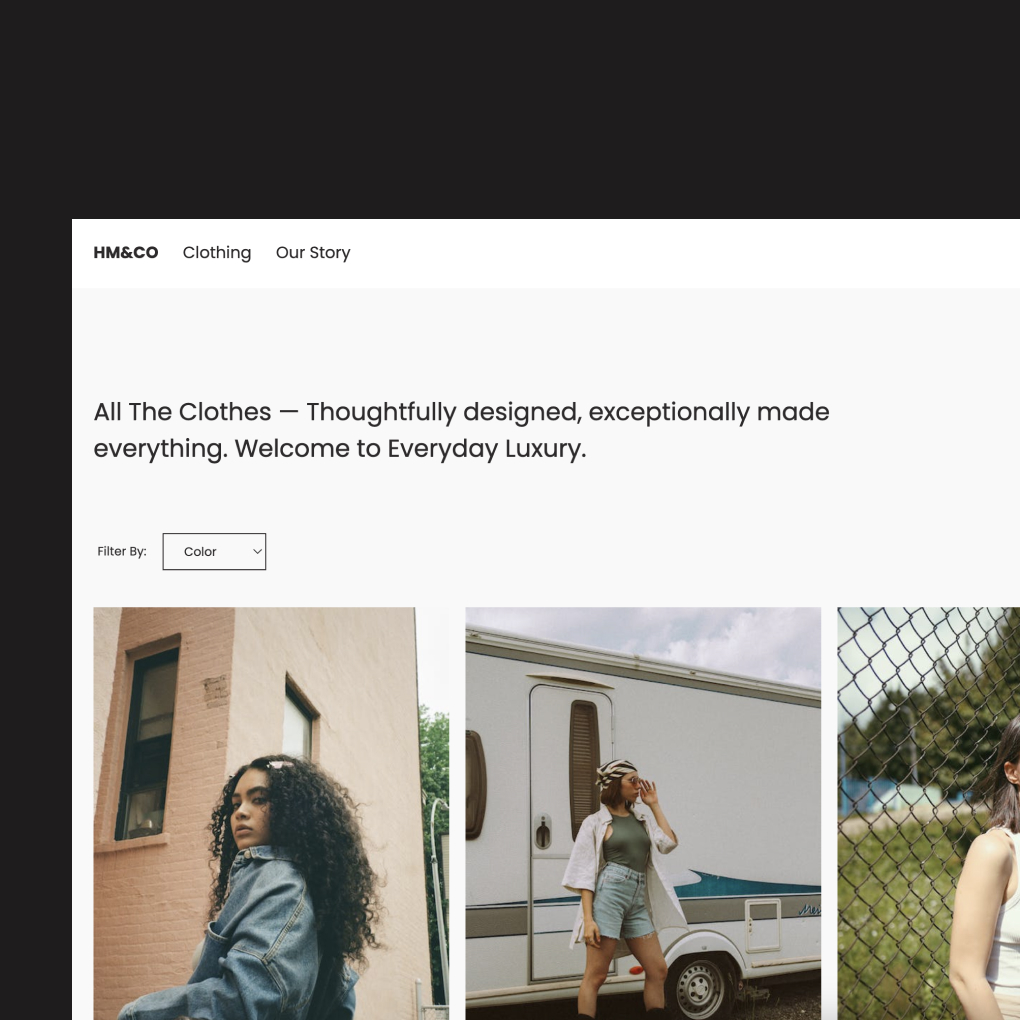 HM&CO Clothing Our Story
All The Clothes — Thoughtfully designed, exceptionally made
everything. Welcome to Everyday Luxury.
Filter By: Color